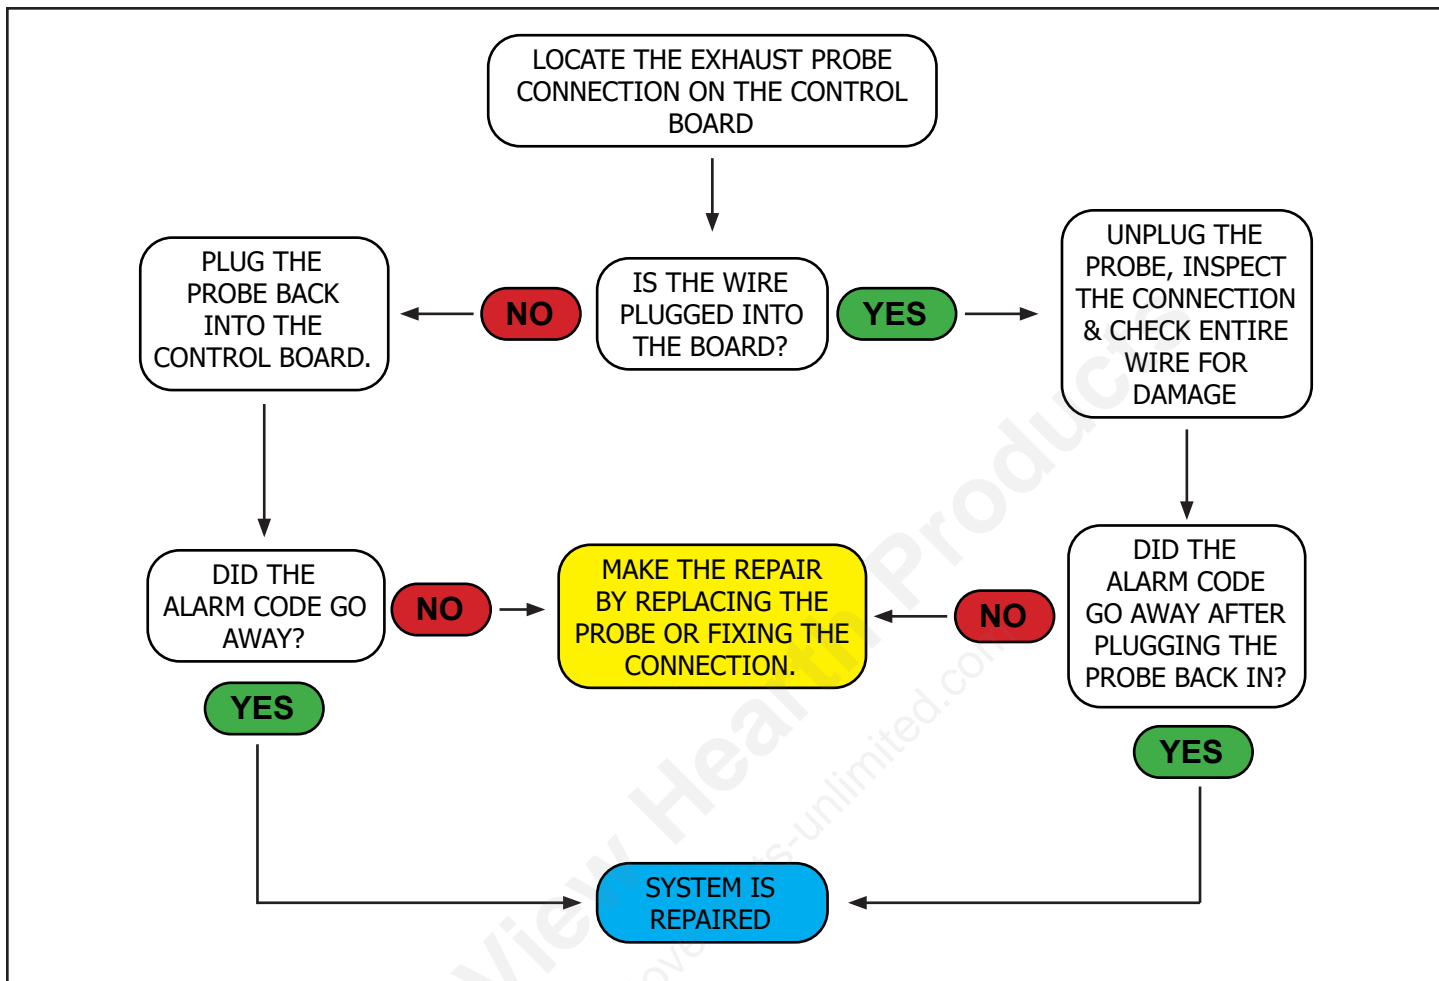 LOCATE THE EXHAUST PROBE
CONNECTION ON THE CONTROL
BOARD
PLUG THE
PROBE BACK
INTO THE
CONTROL BOARD.
NO
IS THE WIRE
PLUGGED INTO
THE BOARD?
YES
UNPLUG THE
PROBE, INSPECT
THE CONNECTION
& CHECK ENTIRE
WIRE FOR
DAMAGE
DID THE
ALARM CODE GO
AWAY?
NO
MAKE THE REPAIR
BY REPLACING THE
PROBE OR FIXING THE
CONNECTION.
NO
DID THE
ALARM CODE
GO AWAY AFTER
PLUGGING THE
PROBE BACK IN?
YES
YES
SYSTEM IS
REPAIRED
View Hearth Products